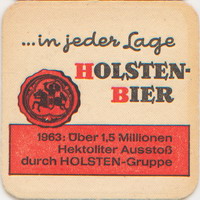 ...in jeder Lage
HOLSTEN-
BIER
1963: Über 1,5 Millionen
Hektoliter Ausstoß
durch HOLSTEN-Gruppe